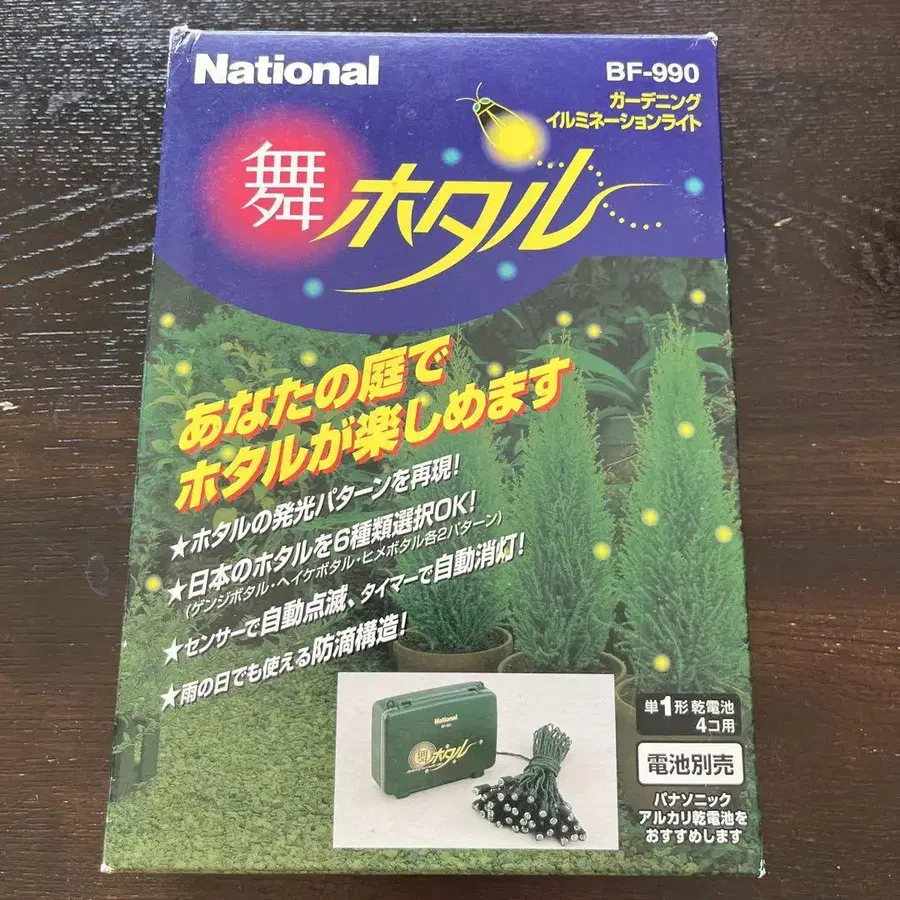 National
BF-990
ガーデニング
イルミネーションライト
舞ホタル
あなたの庭で
ホタルが楽しめます
★ホタルの発光パターンを再現!
★日本のホタルを6種類選択OK!
(ゲンジボタル・ヘイケボタル・ヒメボタル各2パターン)
★センサーで自動点滅、タイマーで自動消灯!
★雨の日でも使える防滴構造!
National
舞ホタル
単1形乾電池
4コ用
電池別売
パナソニック
アルカリ乾電池を
おすすめします